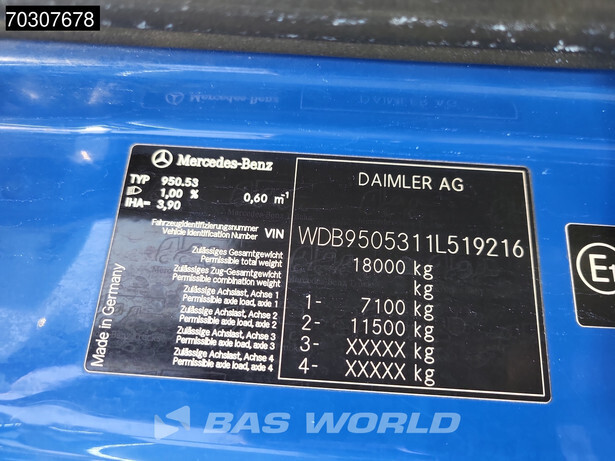 70307678
Mercedes-Benz
DAIMLER AG
Mercedes-Benz
DAIMLER AG
TYP 950.53
1,00 % 0,60 m⁻¹
IHA= 3,90
Fahrzeugidentifizierungsnummer
Vehicle Identification Number VIN WDB9505311L519216
Zulässiges Gesamtgewicht
Permissible total weight 18000 kg
Zulässiges Zug-Gesamtgewicht
Permissible combination weight kg
Zulässige Achslast, Achse 1
Permissible axle load, axle 1 1- 7100 kg
Zulässige Achslast, Achse 2
Permissible axle load, axle 2 2- 11500 kg
Zulässige Achslast, Achse 3
Permissible axle load, axle 3 3- XXXXX kg
Zulässige Achslast, Achse 4
Permissible axle load, axle 4 4- XXXXX kg
Made in Germany
BAS WORLD